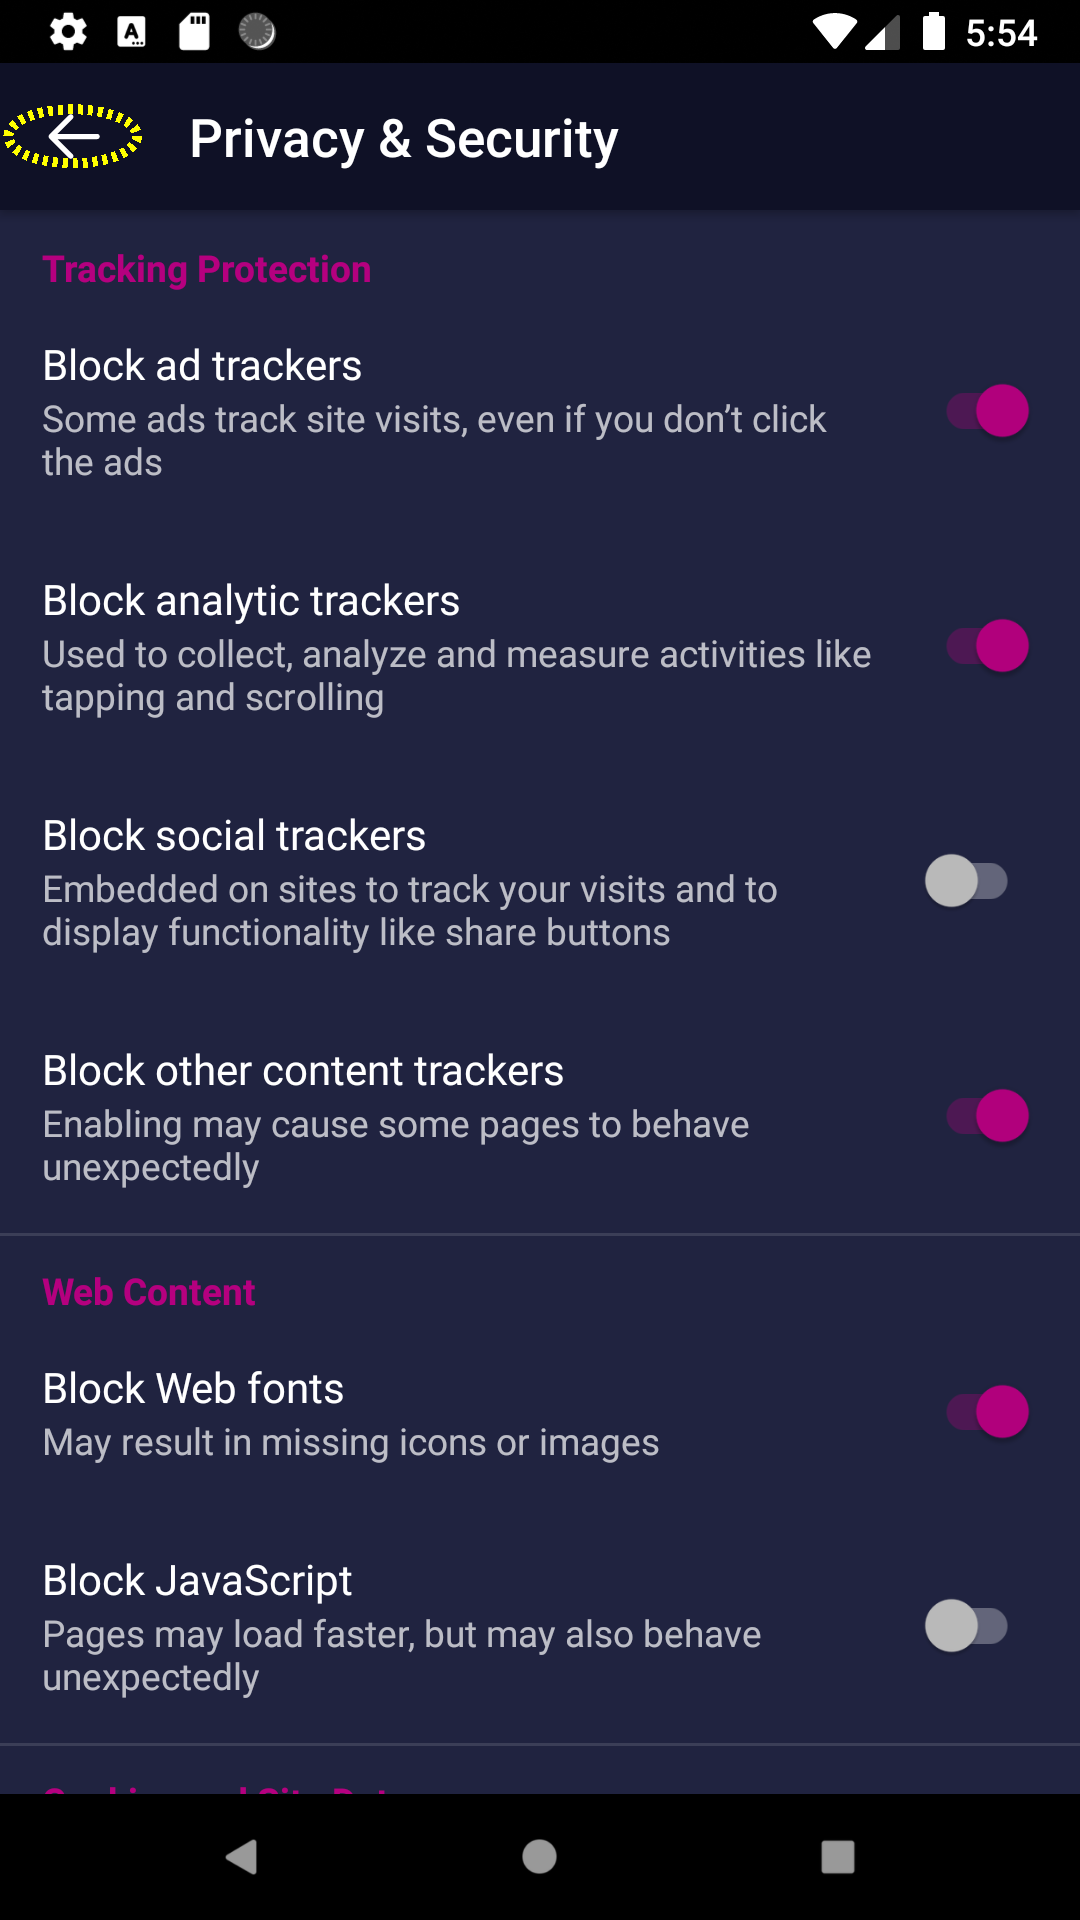 5:54
Privacy & Security
Tracking Protection
Block ad trackers
Some ads track site visits, even if you don’t click
the ads
Block analytic trackers
Used to collect, analyze and measure activities like
tapping and scrolling
Block social trackers
Embedded on sites to track your visits and to
display functionality like share buttons
Block other content trackers
Enabling may cause some pages to behave
unexpectedly
Web Content
Block Web fonts
May result in missing icons or images
Block JavaScript
Pages may load faster, but may also behave
unexpectedly